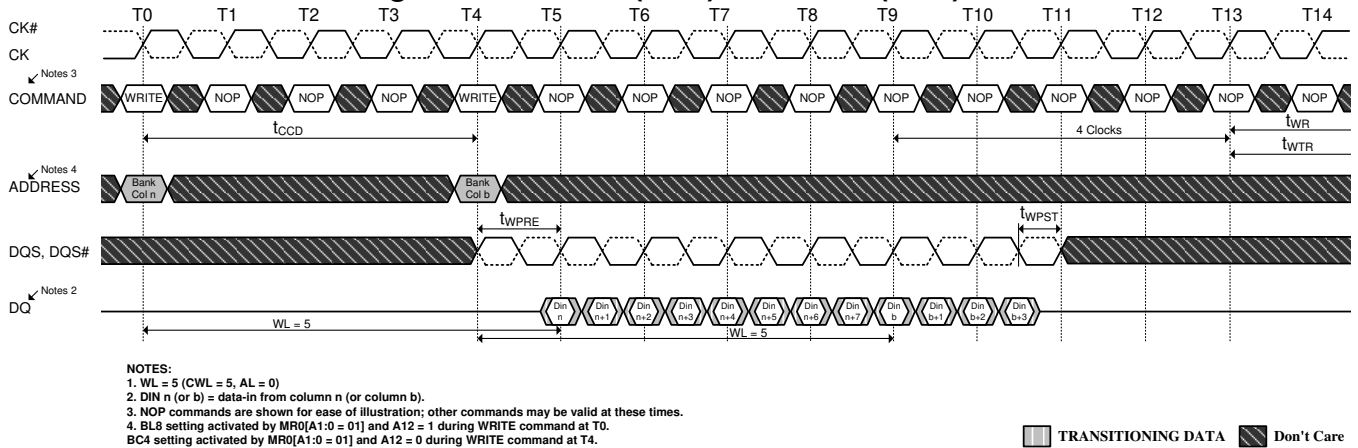 T0 T1 T2 T3 T4 T5 T6 T7 T8 T9 T10 T11 T12 T13 T14
CK#
CK
Notes 3
COMMAND WRITE NOP NOP NOP WRITE NOP NOP NOP NOP NOP NOP NOP NOP NOP NOP
tCCD 4 Clocks tWR
tWTR
Notes 4
ADDRESS Bank Col n Bank Col b
tWPRE tWPST
DQS, DQS#
Notes 2
DQ Din n Din n+1 Din n+2 Din n+3 Din n+4 Din n+5 Din n+6 Din n+7 Din b Din b+1 Din b+2 Din b+3
WL = 5 WL = 5
NOTES:
1. WL = 5 (CWL = 5, AL = 0)
2. DIN n (or b) = data-in from column n (or column b).
3. NOP commands are shown for ease of illustration; other commands may be valid at these times.
4. BL8 setting activated by MR0[A1:0 = 01] and A12 = 1 during WRITE command at T0.
BC4 setting activated by MR0[A1:0 = 01] and A12 = 0 during WRITE command at T4.
TRANSITIONING DATA Don't Care